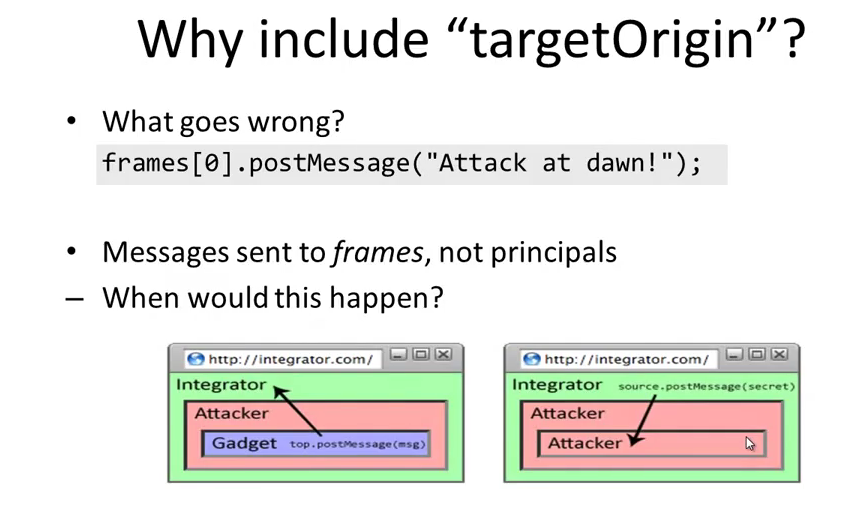 Why include “targetOrigin”?
• What goes wrong?
frames[0].postMessage("Attack at dawn!");
• Messages sent to frames, not principals
– When would this happen?
http://integrator.com/
Integrator
Attacker
Gadget top.postMessage(msg)
http://integrator.com/
Integrator source.postMessage(secret)
Attacker
Attacker